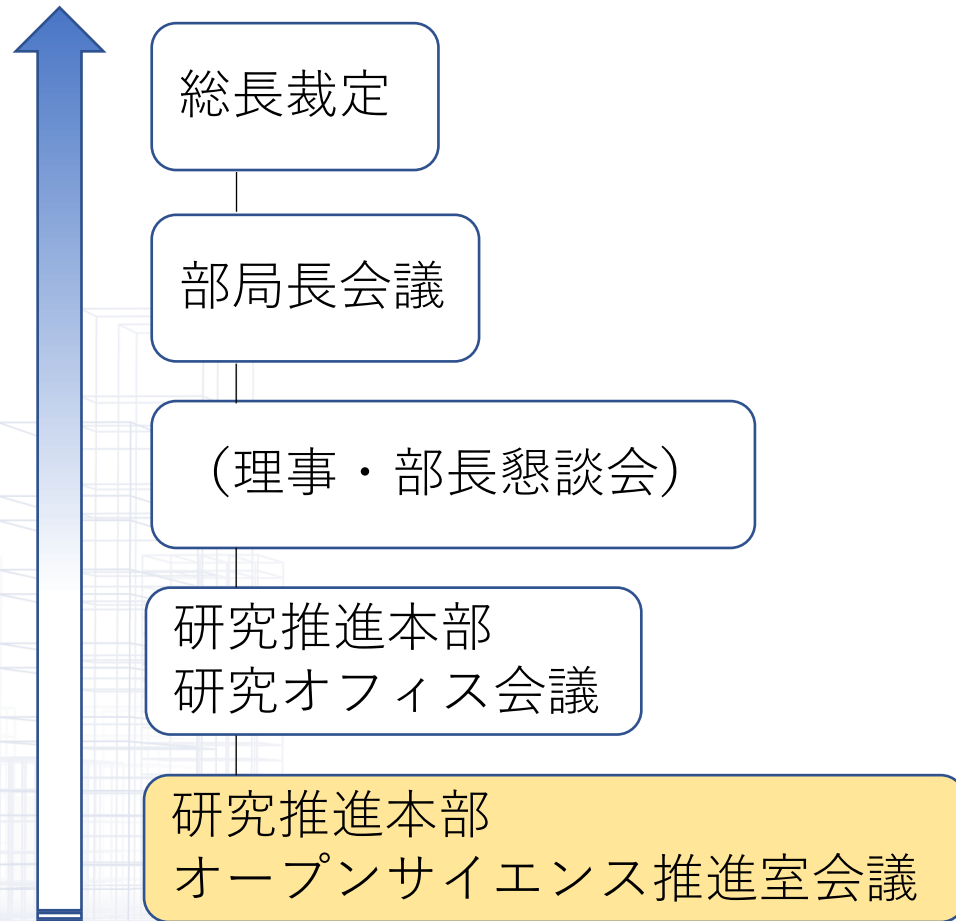 総長裁定
部局長会議
（理事・部長懇談会）
研究推進本部
研究オフィス会議
研究推進本部
オープンサイエンス推進室会議